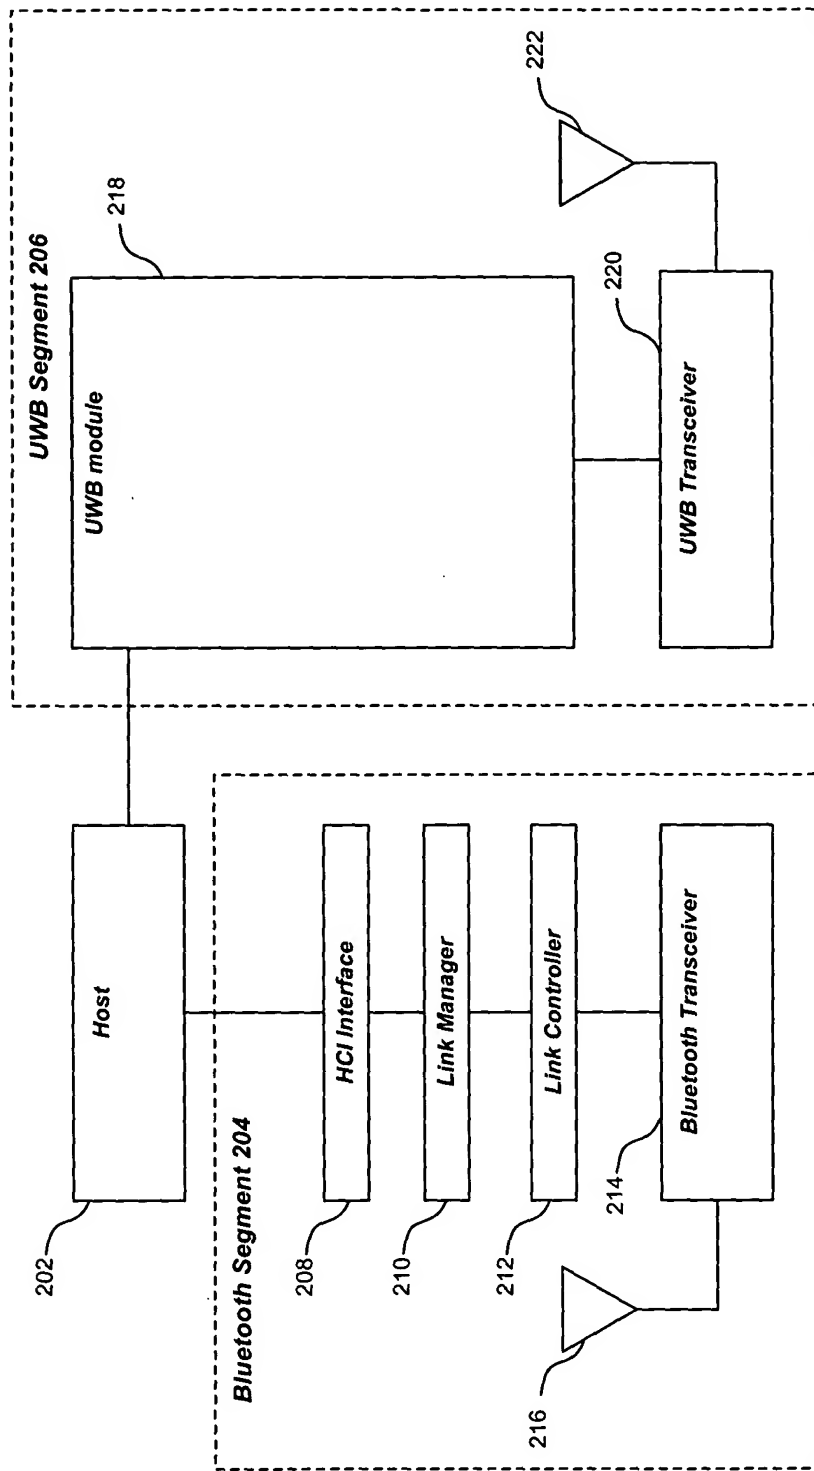 UWB Segment 206
218
UWB module
222
220
UWB Transceiver
Host
202
Bluetooth Segment 204
HCI Interface
208
Link Manager
210
Link Controller
212
Bluetooth Transceiver
214
216